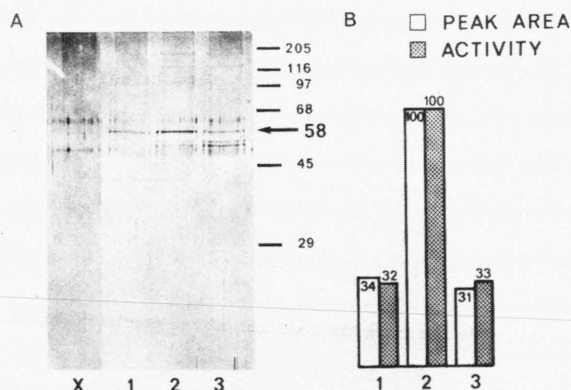 A
205
116
97
68
58
45
29
X 1 2 3
B
PEAK AREA
ACTIVITY
100 100
34 32
31 33
1 2 3